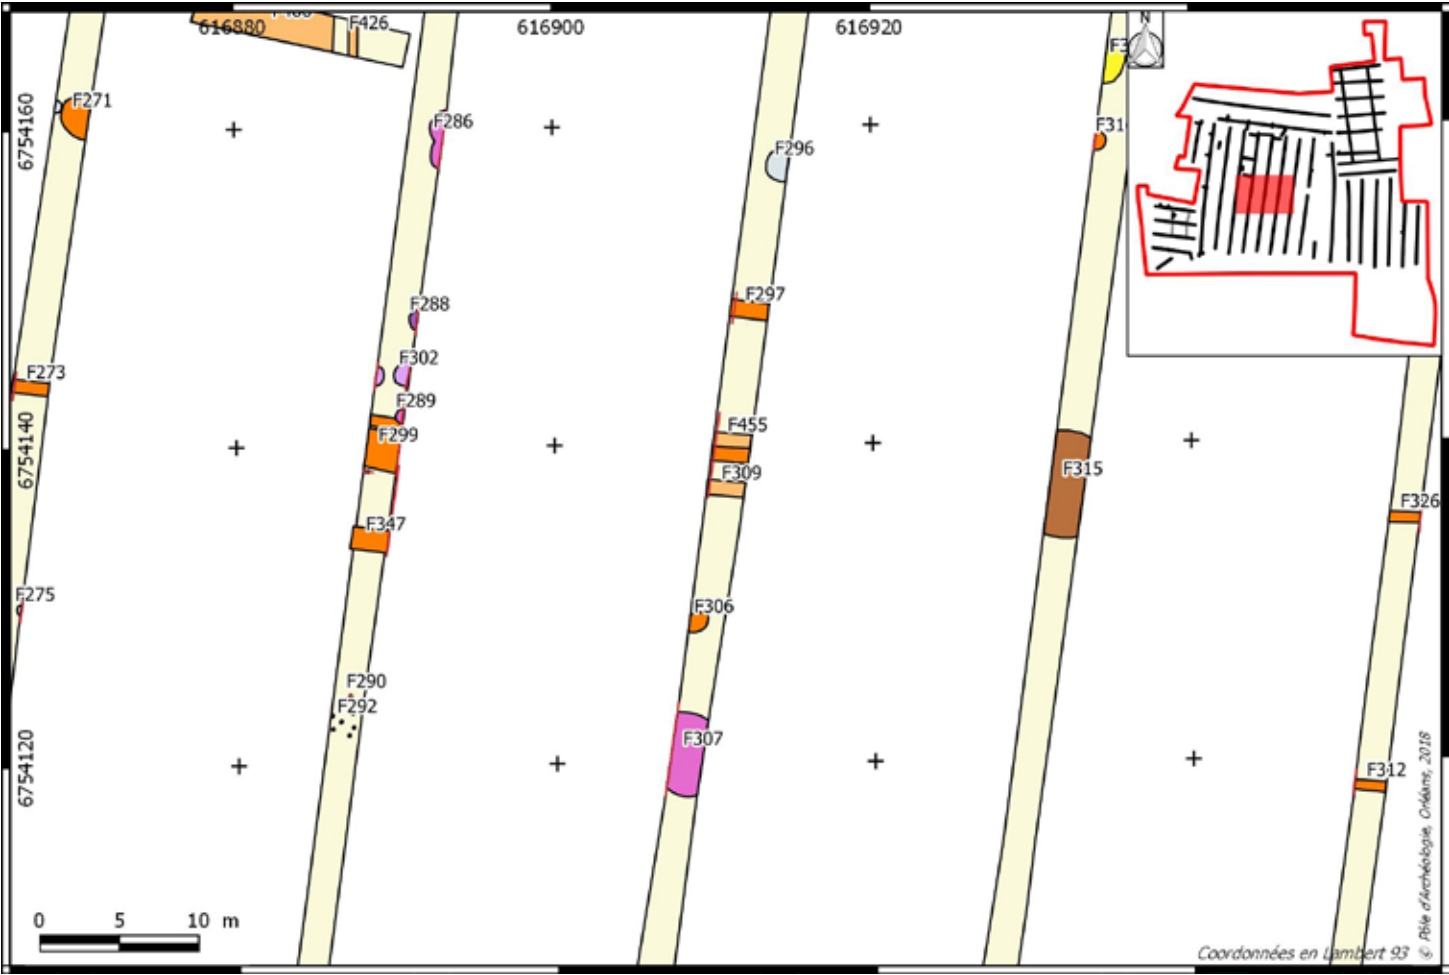 616880
616900
616920
F426
N
F271
6754160
F286
F296
F297
F288
F302
F273
F289
F299
F455
F309
6754140
F315
F347
F326
F275
F306
F290
F292
F307
6754120
F312
0 5 10 m
Coordonnées en Lambert 93
© Pôle d'Archéologie, Orléans, 2018